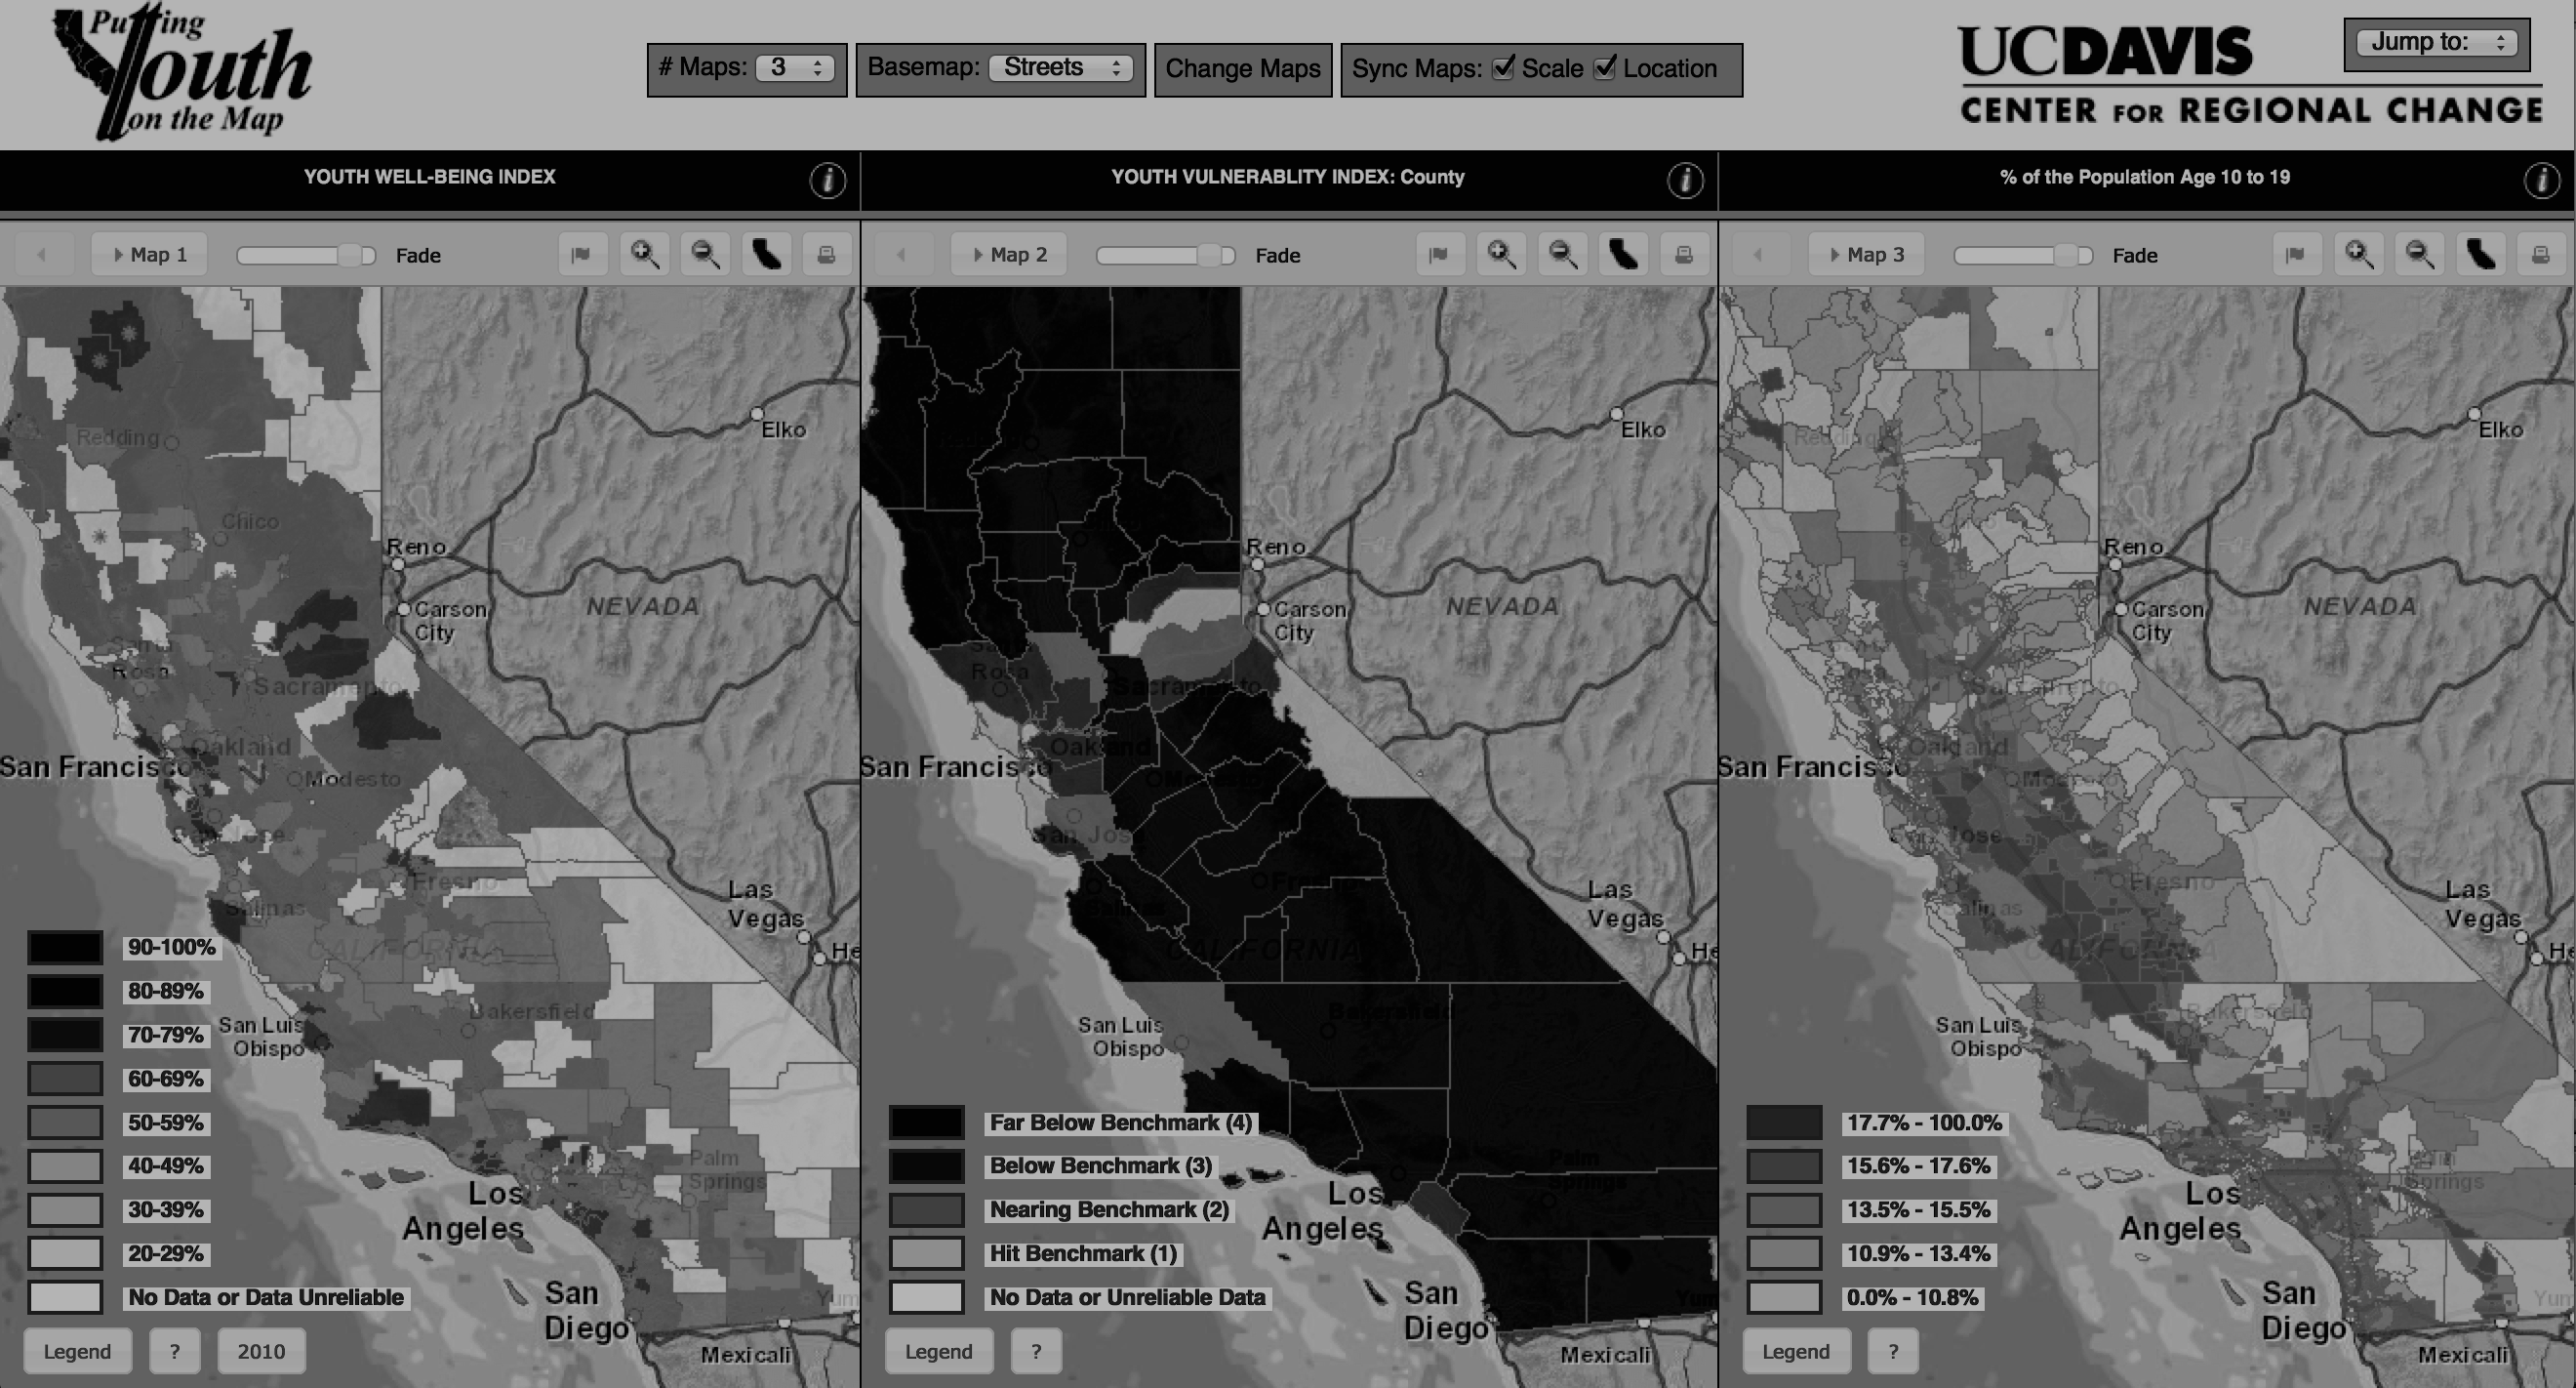 Putting
Youth
on the Map
# Maps: 3
Basemap: Streets
Change Maps
Sync Maps: Scale Location
UCDAVIS
CENTER FOR REGIONAL CHANGE
Jump to:
YOUTH WELL-BEING INDEX
i
YOUTH VULNERABLITY INDEX: County
i
% of the Population Age 10 to 19
i
Map 1
Fade
Map 2
Fade
Map 3
Fade
Redding
Chico
Elko
Reno
Carson
City
NEVADA
Santa
Rosa
Sacramento
Oakland
San Francisco
Modesto
San Jose
Fresno
Salinas
CALIFORNIA
Las
Vegas
He
San Luis
Obispo
Bakersfield
Palm
Springs
Los
Angeles
San
Diego
Yum
Mexicali
90-100%
80-89%
70-79%
60-69%
50-59%
40-49%
30-39%
20-29%
No Data or Data Unreliable
Legend
?
2010
Elko
Reno
Carson
City
NEVADA
Santa
Rosa
Sacramento
Oakland
San Francisco
Modesto
San Jose
Fresno
Salinas
CALIFORNIA
Las
Vegas
He
San Luis
Obispo
Bakersfield
Palm
Springs
Los
Angeles
San
Diego
Yum
Mexicali
Far Below Benchmark (4)
Below Benchmark (3)
Nearing Benchmark (2)
Hit Benchmark (1)
No Data or Unreliable Data
Legend
?
Redding
Elko
Reno
Carson
City
NEVADA
Sacramento
Oakland
San Francisco
Modesto
San Jose
Fresno
Salinas
CALIFORNIA
Las
Vegas
He
San Luis
Obispo
Bakersfield
Palm
Springs
Los
Angeles
San
Diego
Yum
Mexicali
17.7% - 100.0%
15.6% - 17.6%
13.5% - 15.5%
10.9% - 13.4%
0.0% - 10.8%
Legend
?